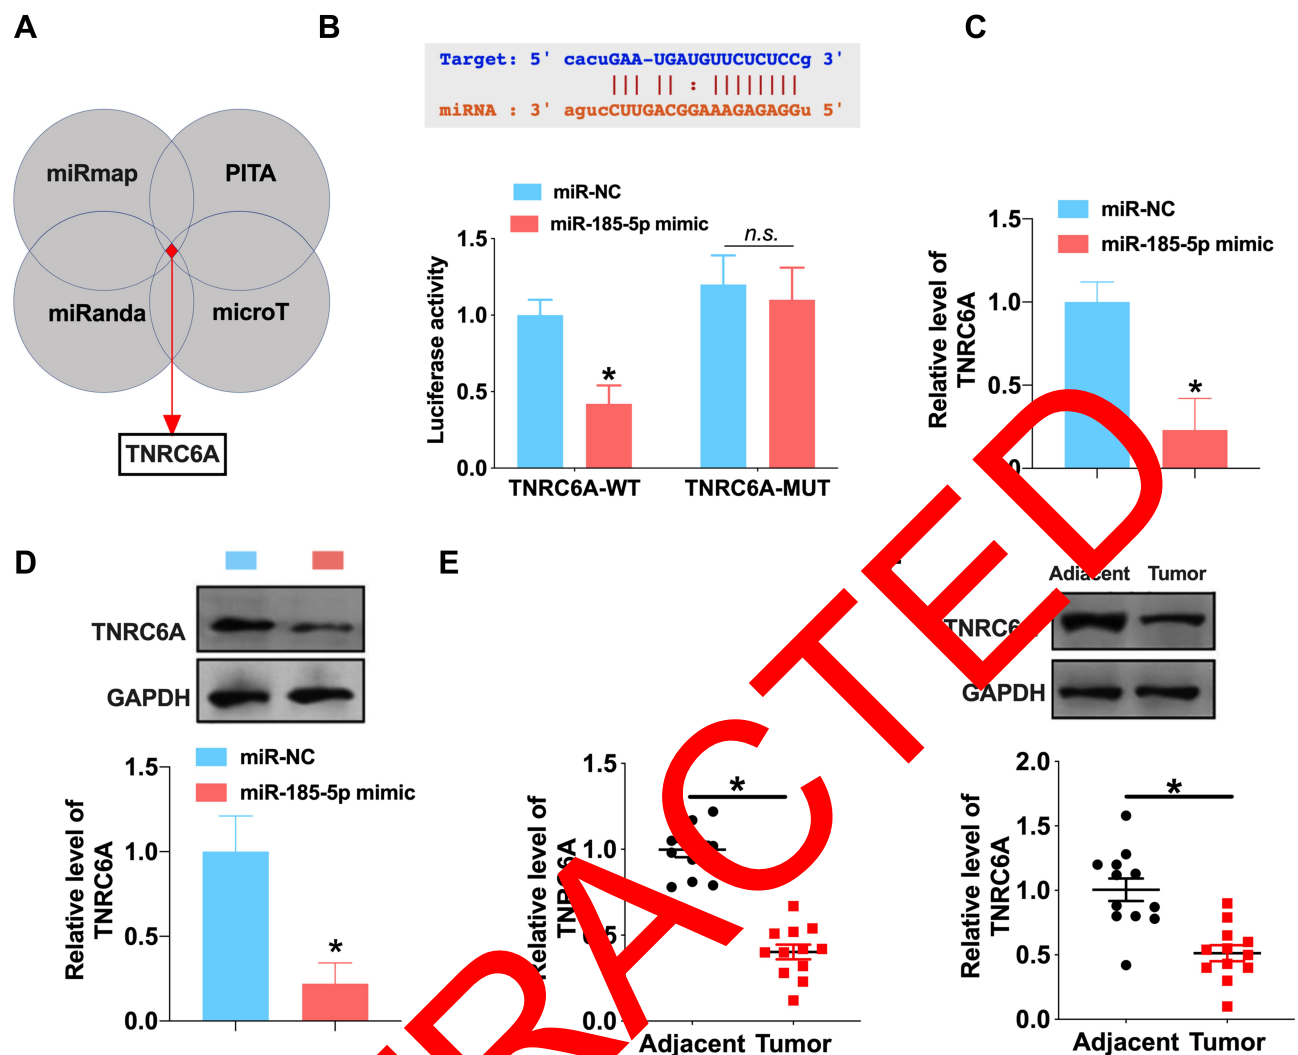 A
miRmap
PITA
miRanda
microT
TNRC6A
B
Target: 5' cacuGAA-UGAUGUUCUCUCCg 3'
||| || : ||||||||
miRNA : 3' agucCUUGACGGAAAGAGAGGu 5'
miR-NC
miR-185-5p mimic
Luciferase activity
1.5
1.0
0.5
0.0
*
n.s.
TNRC6A-WT
TNRC6A-MUT
C
miR-NC
miR-185-5p mimic
Relative level of
TNRC6A
1.5
1.0
0.5
*
D
TNRC6A
GAPDH
miR-NC
miR-185-5p mimic
Relative level of
TNRC6A
1.5
1.0
0.5
0.0
*
E
Relative level of
TNRC6A
1.5
1.0
0.0
*
Adjacent Tumor
Adjacent Tumor
GAPDH
Relative level of
TNRC6A
2.0
1.5
1.0
0.5
0.0
*
Adjacent Tumor
RACTED